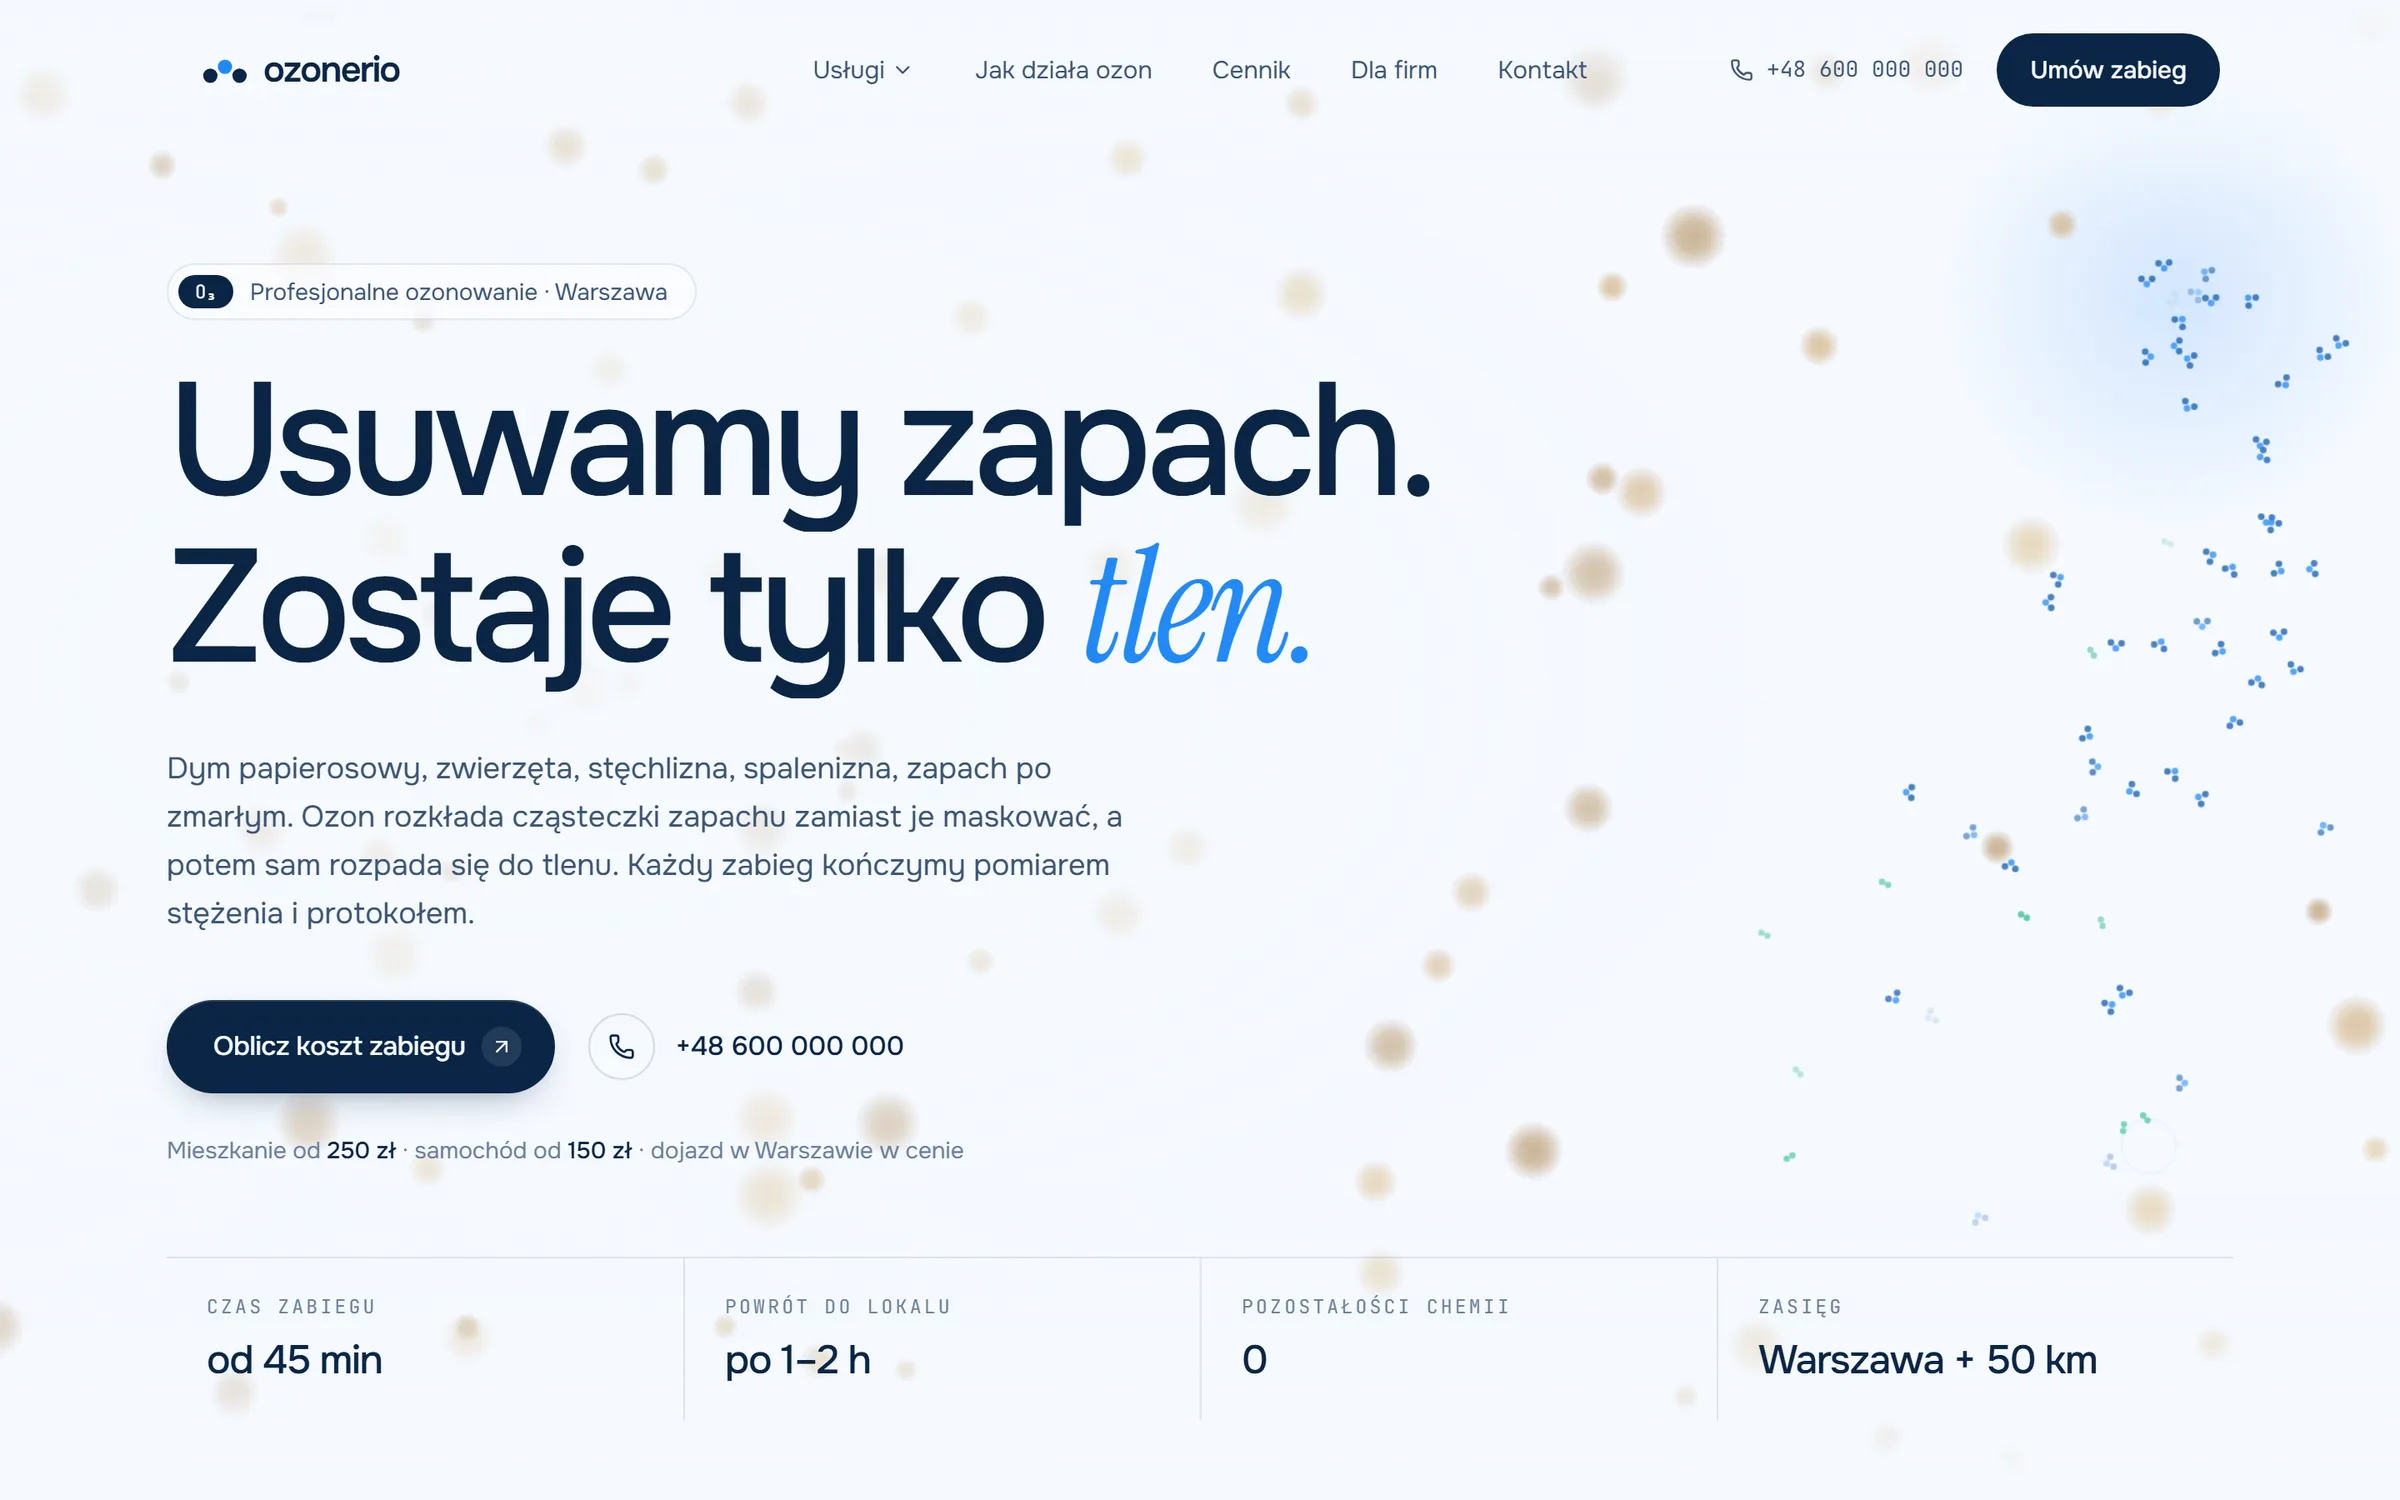 ozonerio
Usługi
Jak działa ozon
Cennik
Dla firm
Kontakt
+48 600 000 000
Umów zabieg
O₃ Profesjonalne ozonowanie · Warszawa
Usuwamy zapach.
Zostaje tylko tlen.
Dym papierosowy, zwierzęta, stęchlizna, spalenizna, zapach po
zmarłym. Ozon rozkłada cząsteczki zapachu zamiast je maskować, a
potem sam rozpada się do tlenu. Każdy zabieg kończymy pomiarem
stężenia i protokołem.
Oblicz koszt zabiegu
+48 600 000 000
Mieszkanie od 250 zł · samochód od 150 zł · dojazd w Warszawie w cenie
CZAS ZABIEGU
od 45 min
POWRÓT DO LOKALU
po 1–2 h
POZOSTAŁOŚCI CHEMII
0
ZASIĘG
Warszawa + 50 km